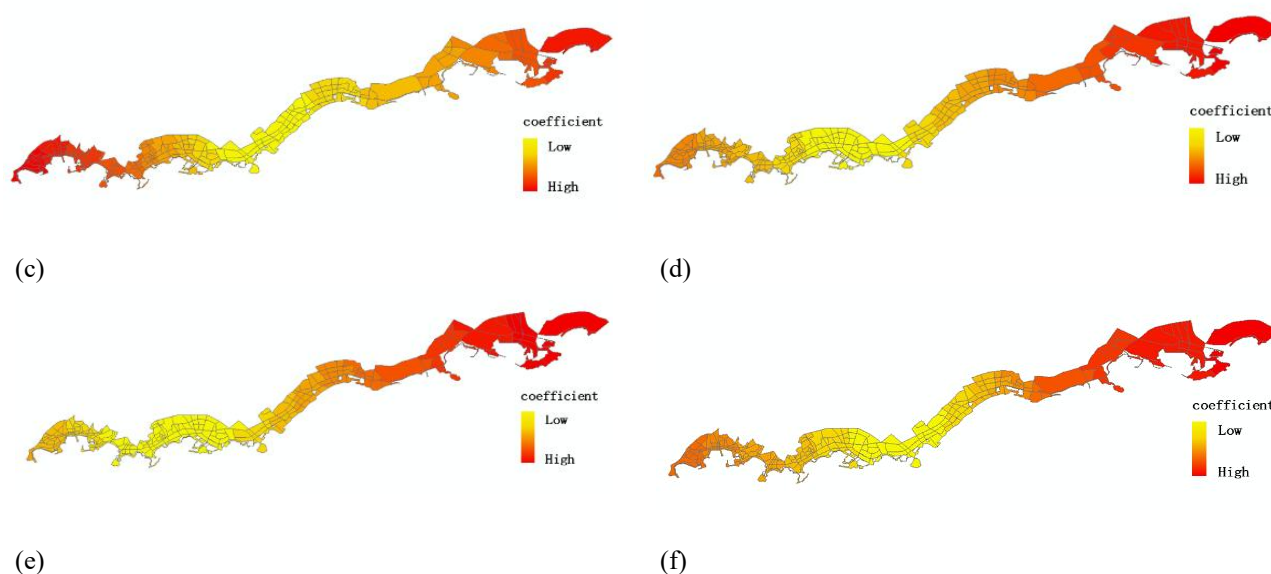 coefficient
Low
High
coefficient
Low
High
(c)
(d)
coefficient
Low
High
coefficient
Low
High
(e)
(f)